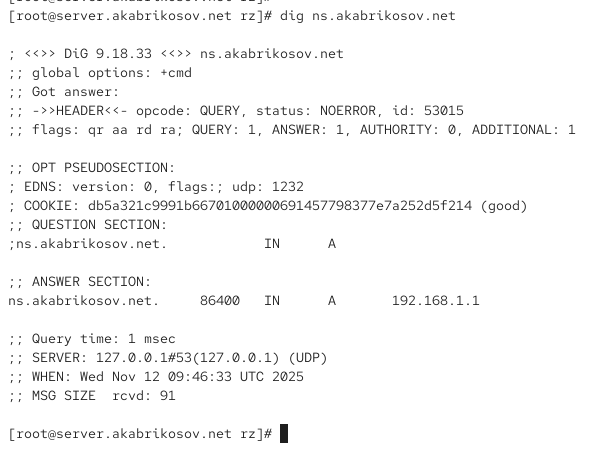 [root@server.akabrikosov.net rz]# dig ns.akabrikosov.net
; <<>> DiG 9.18.33 <<>> ns.akabrikosov.net
;; global options: +cmd
;; Got answer:
;; ->>HEADER<<- opcode: QUERY, status: NOERROR, id: 53015
;; flags: qr aa rd ra; QUERY: 1, ANSWER: 1, AUTHORITY: 0, ADDITIONAL: 1
;; OPT PSEUDOSECTION:
; EDNS: version: 0, flags:; udp: 1232
; COOKIE: db5a321c9991b66701000000691457798377e7a252d5f214 (good)
;; QUESTION SECTION:
;ns.akabrikosov.net. IN A
;; ANSWER SECTION:
ns.akabrikosov.net. 86400 IN A 192.168.1.1
;; Query time: 1 msec
;; SERVER: 127.0.0.1#53(127.0.0.1) (UDP)
;; WHEN: Wed Nov 12 09:46:33 UTC 2025
;; MSG SIZE rcvd: 91
[root@server.akabrikosov.net rz]#